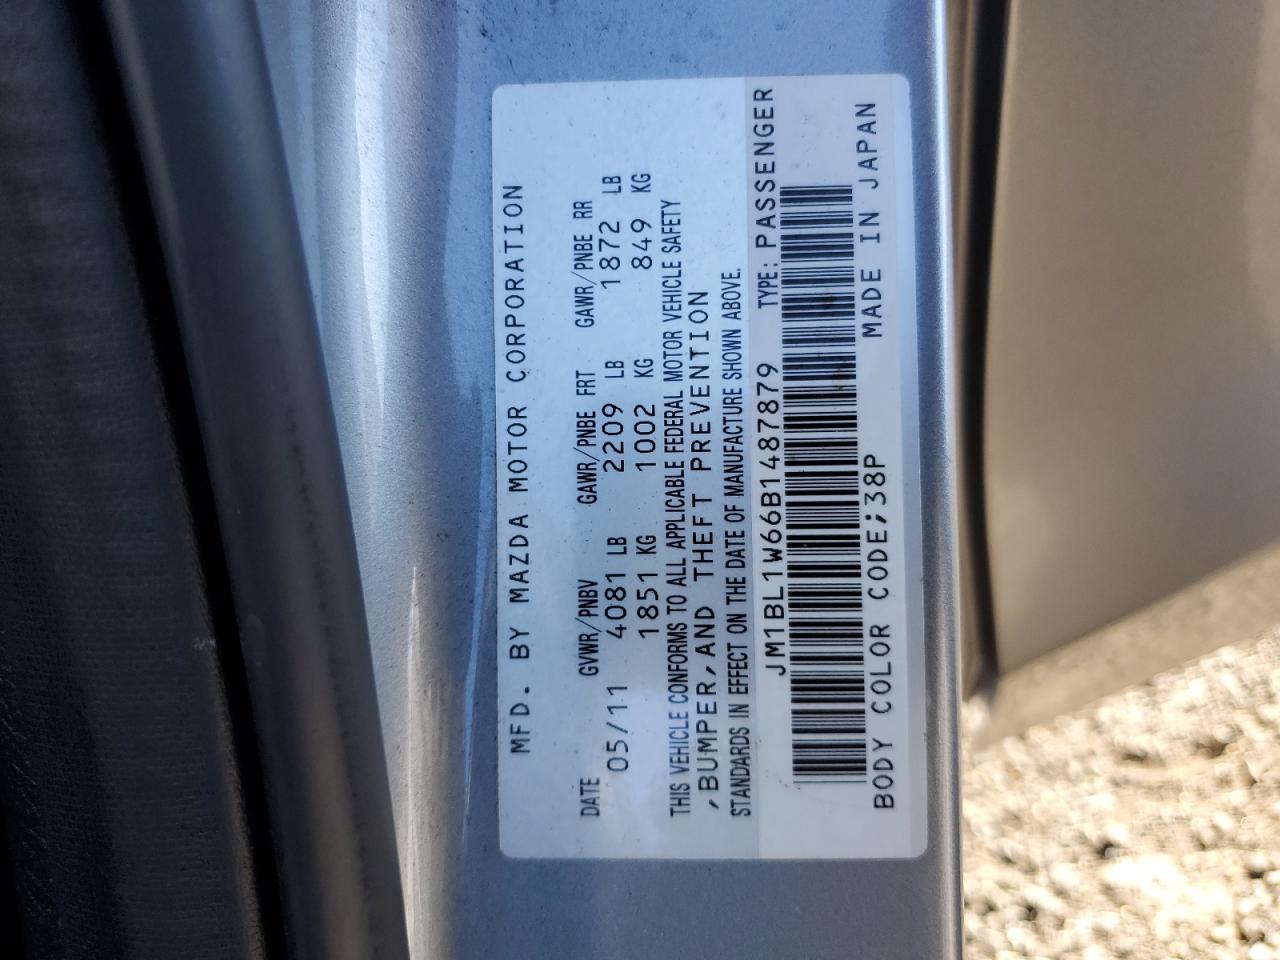 MFD. BY MAZDA MOTOR CORPORATION
DATE GVWR/PNBV GAWR/PNBE FRT GAWR/PNBE RR
05/11 4081 LB 2209 LB 1872 LB
1851 KG 1002 KG 849 KG
THIS VEHICLE CONFORMS TO ALL APPLICABLE FEDERAL MOTOR VEHICLE SAFETY
,BUMPER,AND THEFT PREVENTION
STANDARDS IN EFFECT ON THE DATE OF MANUFACTURE SHOWN ABOVE.
JM1BL1W66B1487879 TYPE: PASSENGER
BODY COLOR CODE;38P MADE IN JAPAN